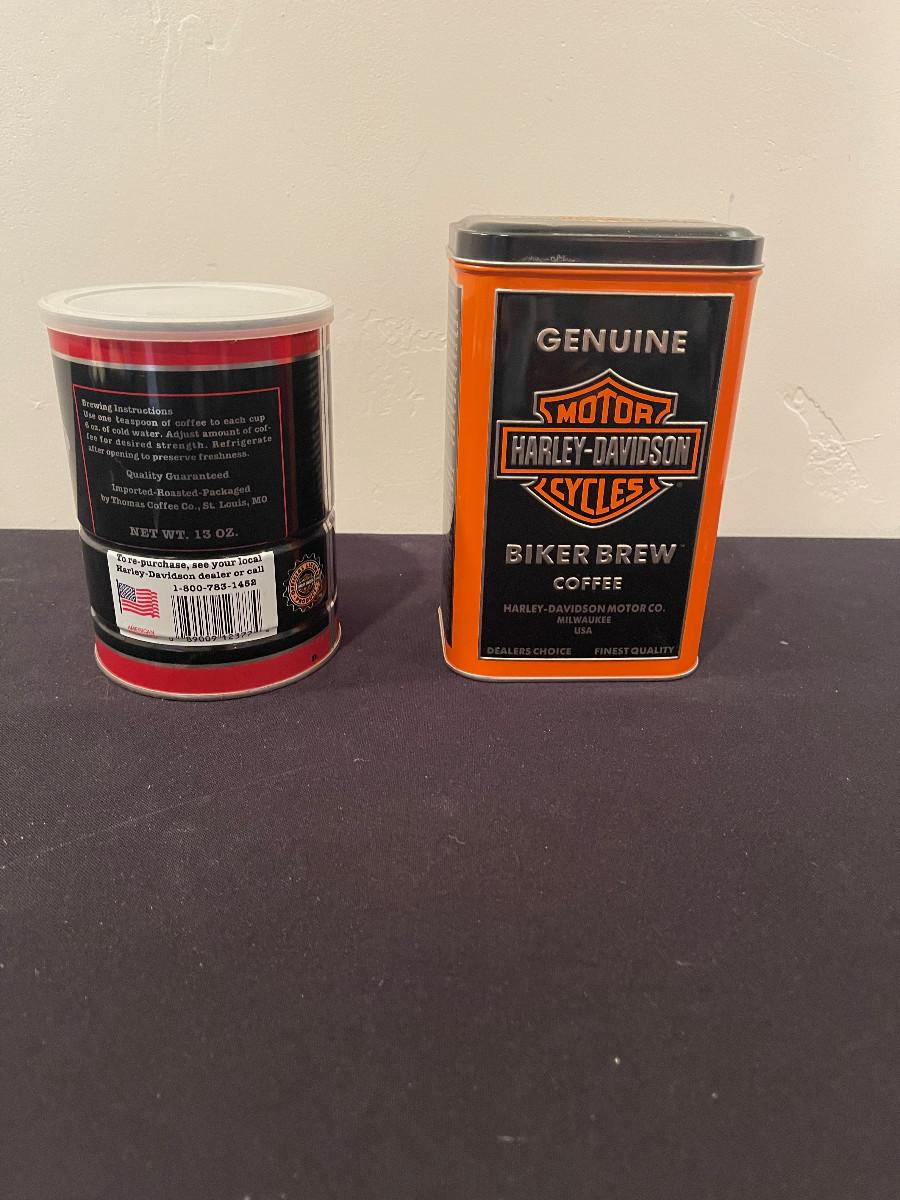 Brewing Instructions
Use one teaspoon of coffee to each cup
6 oz. of cold water. Adjust amount of cof-
fee for desired strength. Refrigerate
after opening to preserve freshness.
Quality Guaranteed
Imported-Roasted-Packaged
by Thomas Coffee Co., St. Louis, MO
NET WT. 13 OZ.
To re-purchase, see your local
Harley-Davidson dealer or call
1-800-783-1452
AMERICAN
GENUINE
MOTOR
HARLEY-DAVIDSON
CYCLES
BIKER BREW™
COFFEE
HARLEY-DAVIDSON MOTOR CO.
MILWAUKEE
USA
DEALERS CHOICE FINEST QUALITY